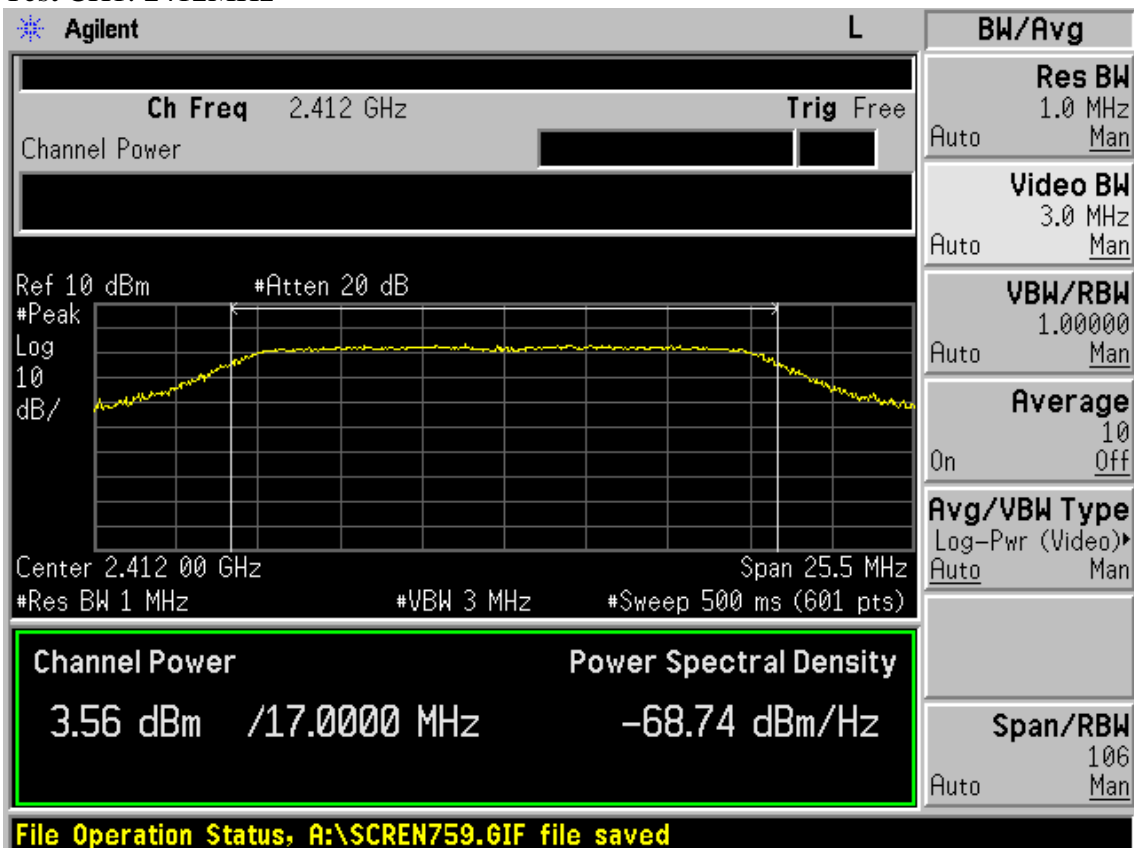 Agilent L
Ch Freq 2.412 GHz Trig Free
Channel Power
Ref 10 dBm #Atten 20 dB
#Peak
Log
10
dB/
Center 2.412 00 GHz Span 25.5 MHz
#Res BW 1 MHz #VBW 3 MHz #Sweep 500 ms (601 pts)
Channel Power Power Spectral Density
3.56 dBm /17.0000 MHz -68.74 dBm/Hz
File Operation Status, A:\SCREN759.GIF file saved
BW/Avg
Res BW
1.0 MHz
Auto Man
Video BW
3.0 MHz
Auto Man
VBW/RBW
1.00000
Auto Man
Average
10
On Off
Avg/VBW Type
Log-Pwr (Video)
Auto Man
Span/RBW
106
Auto Man